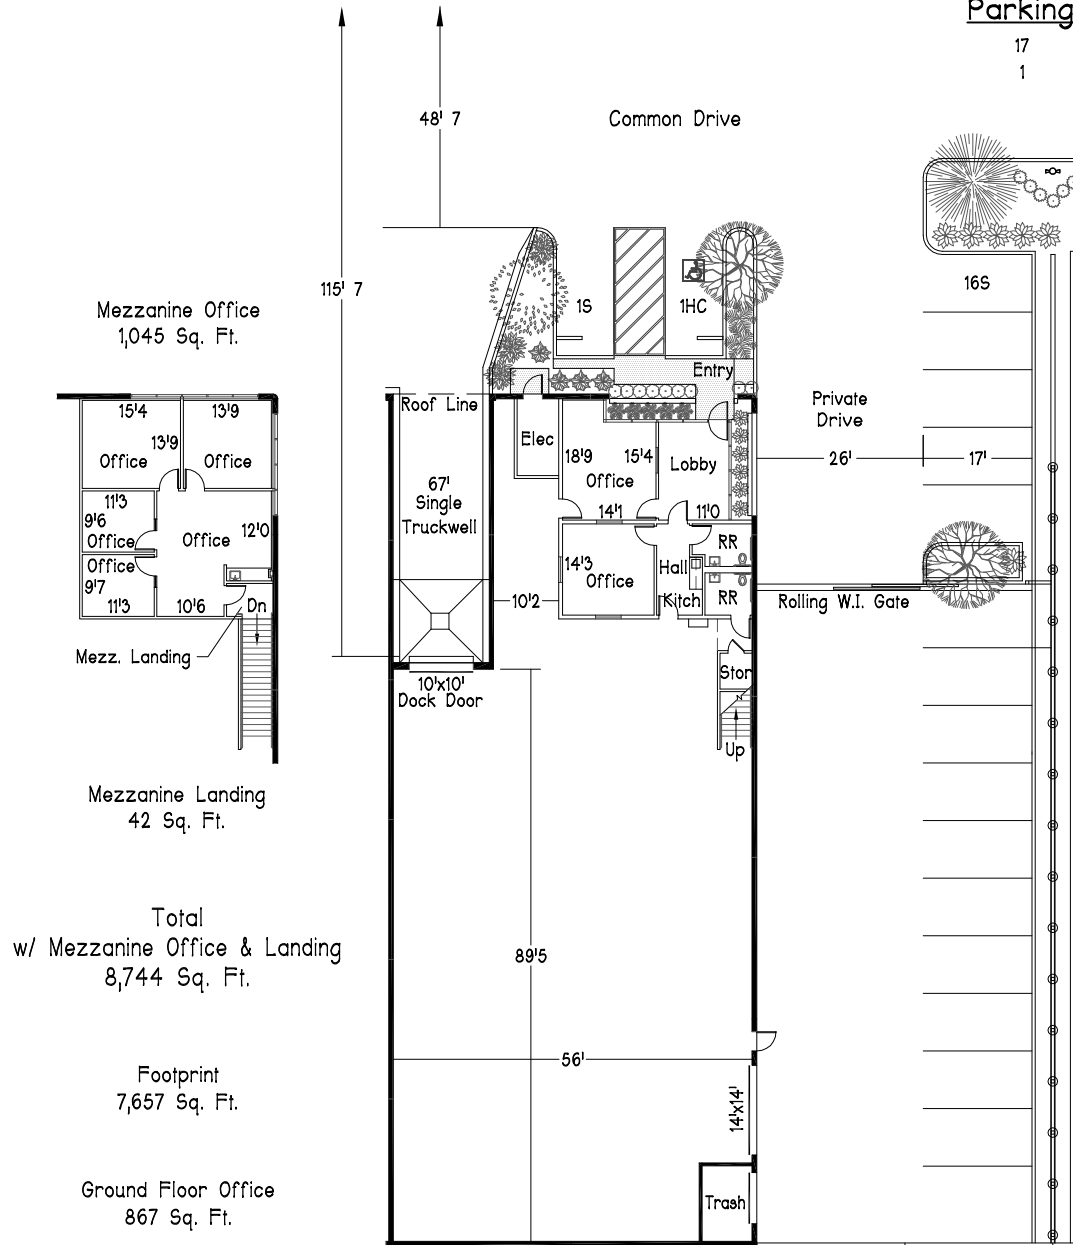 Parking
17
1
48' 7
Common Drive
115' 7
1S
1HC
16S
Mezzanine Office
1,045 Sq. Ft.
Entry
Roof Line
Private
Drive
15'4
13'9
13'9
Office
Office
Elec
18'9
15'4
Office
Lobby
26'
17'
67'
Single
Truckwell
11'3
9'6
Office
Office
12'0
14'1
11'0
RR
Office
9'7
11'3
10'6
Dn
14'3
Office
Hall
Kitch
RR
10'2
Rolling W.I. Gate
Mezz. Landing
Stor
10'x10'
Dock Door
Up
Mezzanine Landing
42 Sq. Ft.
Total
w/ Mezzanine Office & Landing
8,744 Sq. Ft.
89'5
56'
Footprint
7,657 Sq. Ft.
14'x14'
Ground Floor Office
867 Sq. Ft.
Trash